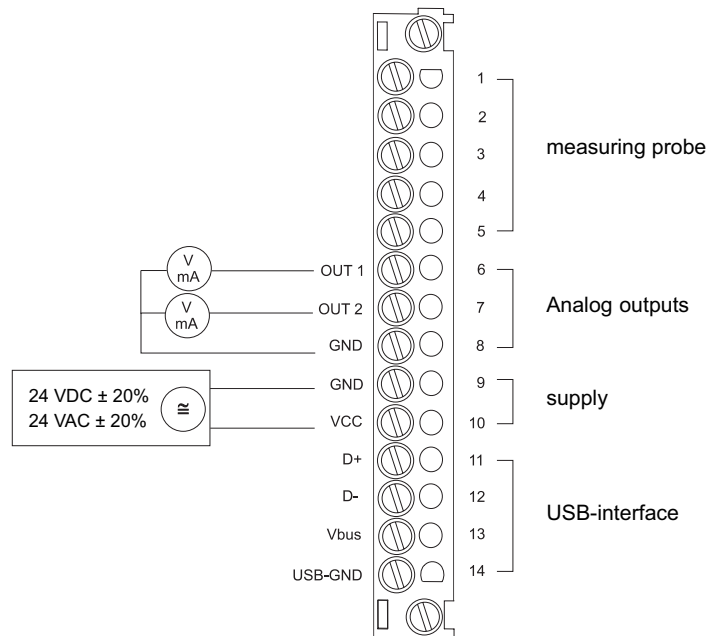 1
2
3
measuring probe
4
5
V
mA
OUT 1
6
V
mA
OUT 2
7
Analog outputs
GND
8
24 VDC ± 20%
24 VAC ± 20%
≅
GND
9
supply
VCC
10
D+
11
D-
12
USB-interface
Vbus
13
USB-GND
14